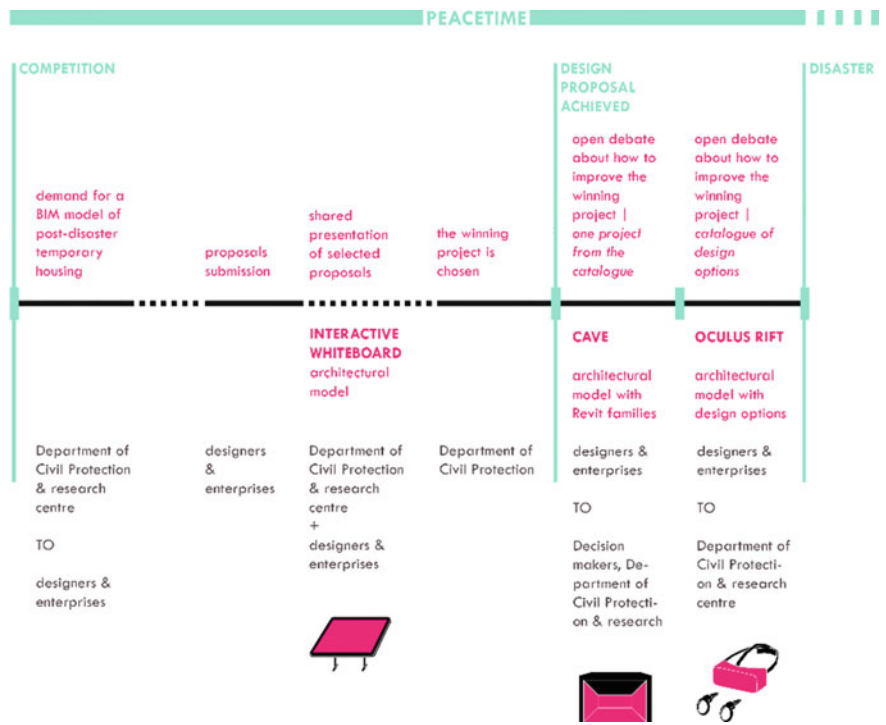 PEACETIME
COMPETITION
DESIGN
PROPOSAL
ACHIEVED
DISASTER
demand for a
BIM model of
post-disaster
temporary
housing
proposals
submission
shared
presentation
of selected
proposals
the winning
project is
chosen
open debate
about how to
improve the
winning
project |
one project
from the
catalogue
open debate
about how to
improve the
winning
project |
catalogue of
design
options
INTERACTIVE
WHITEBOARD
architectural
model
CAVE
architectural
model with
Revit families
OCULUS RIFT
architectural
model with
design options
Department of
Civil Protection
& research
centre
TO
designers &
enterprises
designers
&
enterprises
Department of
Civil Protection
& research
centre
+
designers &
enterprises
Department of
Civil Protection
designers &
enterprises
TO
Decision
makers, De-
partment of
Civil Protecti-
on & research
designers &
enterprises
TO
Department of
Civil Protecti-
on & research
centre